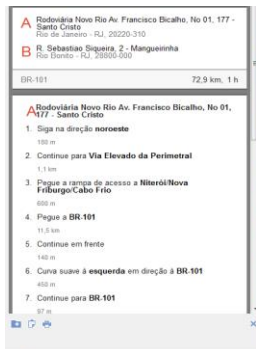 A Rodoviária Novo Rio Av. Francisco Bicalho, No 01, 177 -
Santo Cristo
Rio de Janeiro - RJ, 20220-310
B R. Sebastiao Siqueira, 2 - Mangueirinha
Rio Bonito - RJ, 28800-000
BR-101 72,9 km, 1 h
A Rodoviária Novo Rio Av. Francisco Bicalho, No 01,
177 - Santo Cristo
1. Siga na direção noroeste
180 m
2. Continue para Via Elevado da Perimetral
1,1 km
3. Pegue a rampa de acesso a Niterói/Nova
Friburgo/Cabo Frio
600 m
4. Pegue a BR-101
11,5 km
5. Continue em frente
140 m
6. Curva suave à esquerda em direção à BR-101
450 m
7. Continue para BR-101
97 m